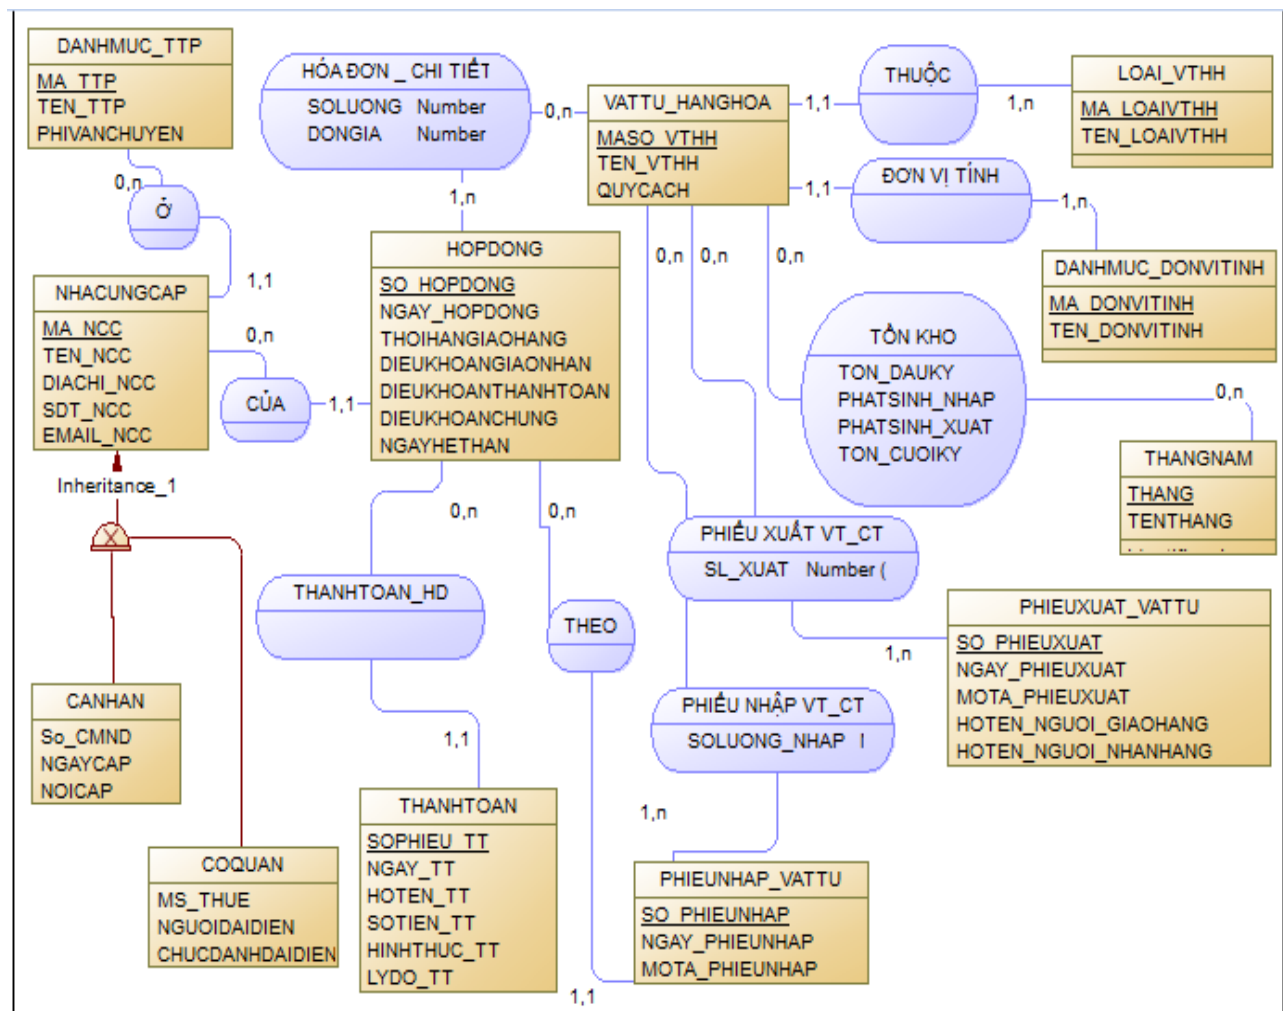 DANHMUC_TTP
MA_TTP
TEN_TTP
PHIVANCHUYEN
HÓA ĐƠN _ CHI TIẾT
SOLUONG Number
DONGIA Number
0,n
VATTU_HANGHOA
MASO_VTHH
TEN_VTHH
QUYCACH
1,1
THUỘC
1,n
LOAI_VTHH
MA_LOAIVTHH
TEN_LOAIVTHH
1,1
ĐƠN VỊ TÍNH
1,n
DANHMUC_DONVITINH
MA_DONVITINH
TEN_DONVITINH
0,n
Ở
1,1
1,n
NHACUNGCAP
MA_NCC
TEN_NCC
DIACHI_NCC
SDT_NCC
EMAIL_NCC
0,n
CỦA
1,1
HOPDONG
SO_HOPDONG
NGAY_HOPDONG
THOIHANGIAOHANG
DIEUKHOANGIAONHAN
DIEUKHOANTHANHTOAN
DIEUKHOANCHUNG
NGAYHETHAN
0,n
0,n
0,n
TỒN KHO
TON_DAUKY
PHATSINH_NHAP
PHATSINH_XUAT
TON_CUOIKY
0,n
THANGNAM
THANG
TENTHANG
Inheritance_1
0,n
0,n
PHIẾU XUẤT VT_CT
SL_XUAT Number (
1,n
PHIEUXUAT_VATTU
SO_PHIEUXUAT
NGAY_PHIEUXUAT
MOTA_PHIEUXUAT
HOTEN_NGUOI_GIAOHANG
HOTEN_NGUOI_NHANHANG
THANHTOAN_HD
THEO
1,1
CANHAN
So_CMND
NGAYCAP
NOICAP
PHIẾU NHẬP VT_CT
SOLUONG_NHAP I
1,n
COQUAN
MS_THUE
NGUOIDAIDIEN
CHUCDANHDAIDIEN
THANHTOAN
SOPHIEU_TT
NGAY_TT
HOTEN_TT
SOTIEN_TT
HINHTHUC_TT
LYDO_TT
1,1
PHIEUNHAP_VATTU
SO_PHIEUNHAP
NGAY_PHIEUNHAP
MOTA_PHIEUNHAP